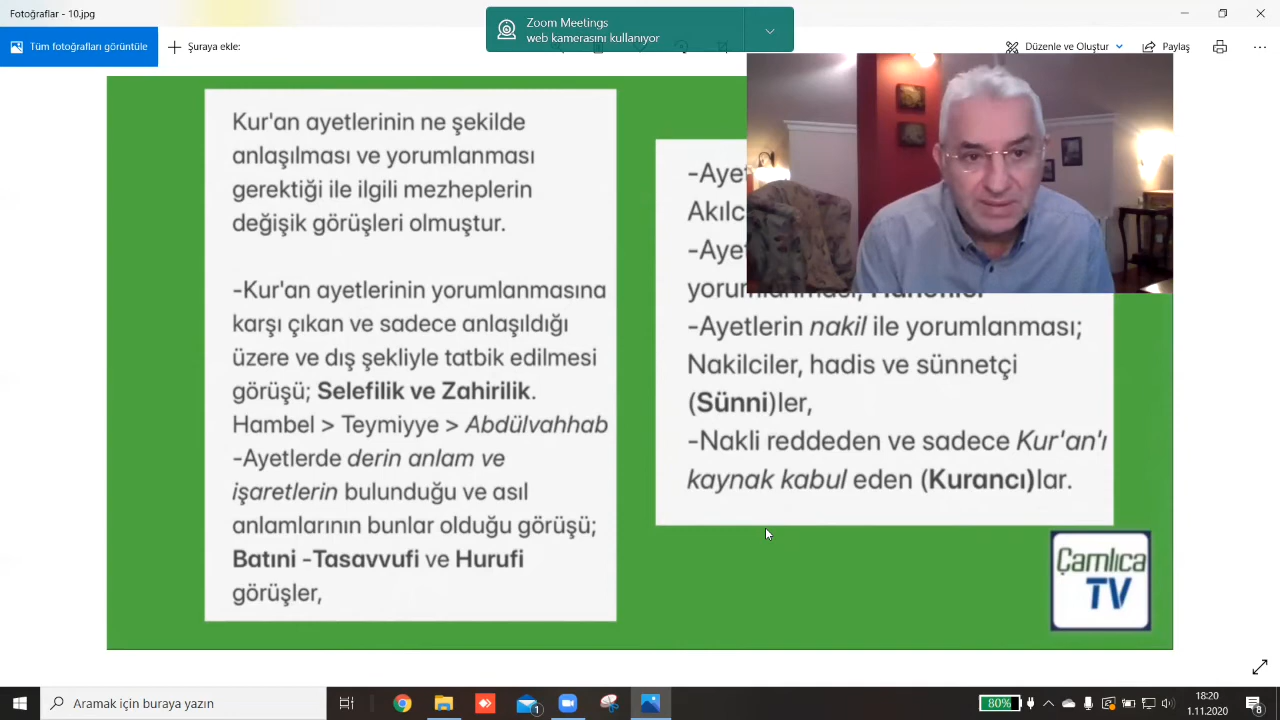 Fotoğraflar - 10.jpg
Zoom Meetings
web kamerasını kullanıyor
Tüm fotoğrafları görüntüle
Şuraya ekle:
Düzenle ve Oluştur
Paylaş
Kur'an ayetlerinin ne şekilde
anlaşılması ve yorumlanması
gerektiği ile ilgili mezheplerin
değişik görüşleri olmuştur.
-Kur'an ayetlerinin yorumlanmasına
karşı çıkan ve sadece anlaşıldığı
üzere ve dış şekliyle tatbik edilmesi
görüşü; Selefilik ve Zahirilik.
Hambel > Teymiyye > Abdülvahhab
-Ayetlerde derin anlam ve
işaretlerin bulunduğu ve asıl
anlamlarının bunlar olduğu görüşü;
Batıni -Tasavvufi ve Hurufi
görüşler,
-Ayet
Akılc
-Ayet
-Ayetlerin nakil ile yorumlanması;
Nakilciler, hadis ve sünnetçi
(Sünni)ler,
-Nakli reddeden ve sadece Kur'an'ı
kaynak kabul eden (Kurancı)lar.
Çamlıca
TV
Aramak için buraya yazın
1
80%
18:20
1.11.2020
8